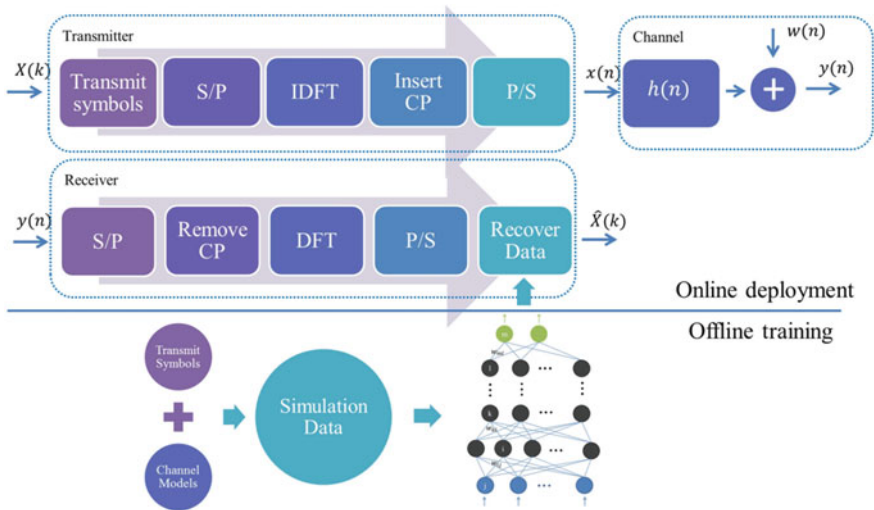 Transmitter
X(k)
Transmit
symbols
S/P
IDFT
Insert
CP
P/S
x(n)
Channel
w(n)
h(n)
+
y(n)
Receiver
y(n)
S/P
Remove
CP
DFT
P/S
Recover
Data
X̂(k)
Online deployment
Offline training
Transmit
Symbols
+
Channel
Models
Simulation
Data
l
...
k
...
i
...
j
...